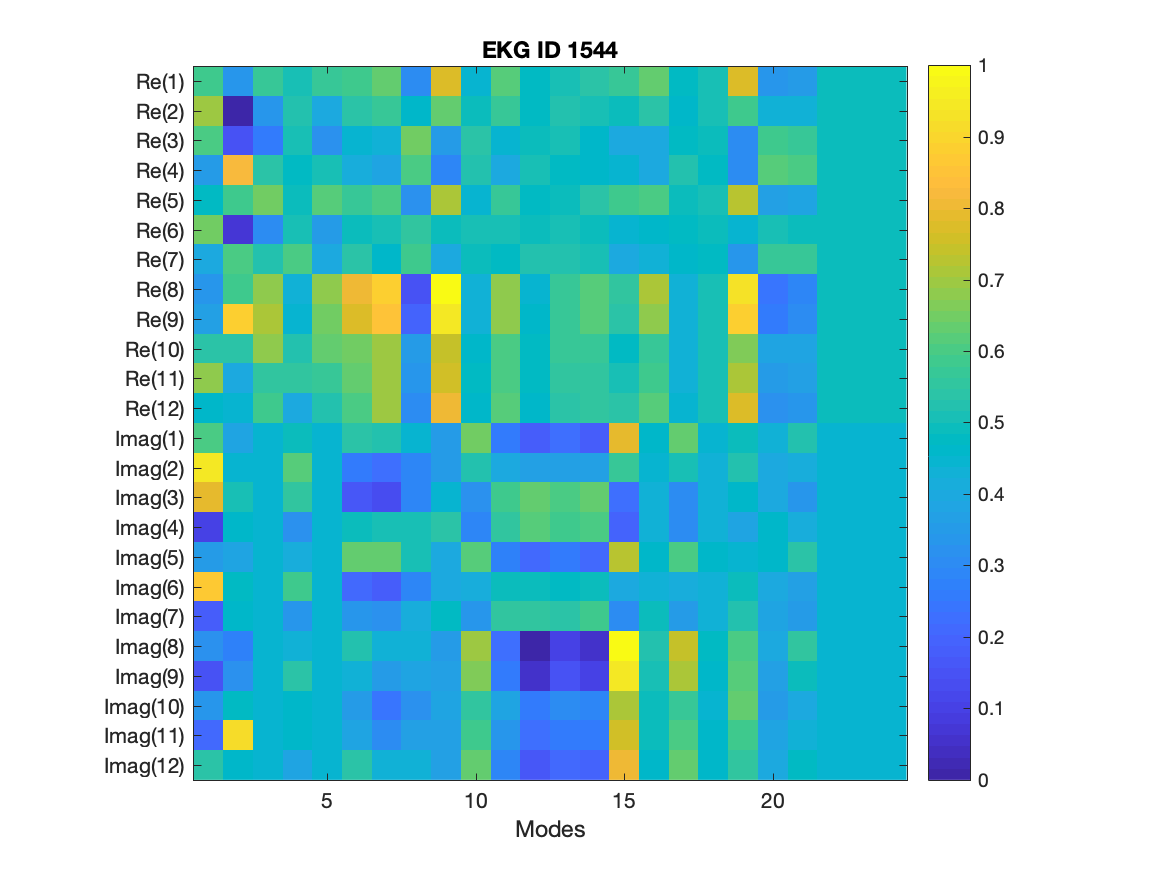 EKG ID 1544
Re(1)
Re(2)
Re(3)
Re(4)
Re(5)
Re(6)
Re(7)
Re(8)
Re(9)
Re(10)
Re(11)
Re(12)
Imag(1)
Imag(2)
Imag(3)
Imag(4)
Imag(5)
Imag(6)
Imag(7)
Imag(8)
Imag(9)
Imag(10)
Imag(11)
Imag(12)
5 10 15 20
Modes
1
0.9
0.8
0.7
0.6
0.5
0.4
0.3
0.2
0.1
0